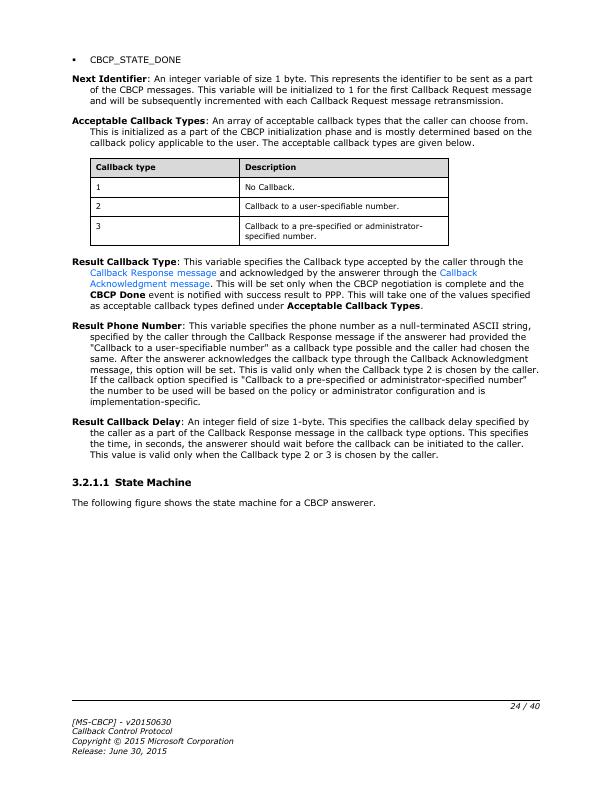 ▪ CBCP_STATE_DONE
Next Identifier: An integer variable of size 1 byte. This represents the identifier to be sent as a part
of the CBCP messages. This variable will be initialized to 1 for the first Callback Request message
and will be subsequently incremented with each Callback Request message retransmission.
Acceptable Callback Types: An array of acceptable callback types that the caller can choose from.
This is initialized as a part of the CBCP initialization phase and is mostly determined based on the
callback policy applicable to the user. The acceptable callback types are given below.
Callback type Description
1 No Callback.
2 Callback to a user-specifiable number.
3 Callback to a pre-specified or administrator-
specified number.
Result Callback Type: This variable specifies the Callback type accepted by the caller through the
Callback Response message and acknowledged by the answerer through the Callback
Acknowledgment message. This will be set only when the CBCP negotiation is complete and the
CBCP Done event is notified with success result to PPP. This will take one of the values specified
as acceptable callback types defined under Acceptable Callback Types.
Result Phone Number: This variable specifies the phone number as a null-terminated ASCII string,
specified by the caller through the Callback Response message if the answerer had provided the
"Callback to a user-specifiable number" as a callback type possible and the caller had chosen the
same. After the answerer acknowledges the callback type through the Callback Acknowledgment
message, this option will be set. This is valid only when the Callback type 2 is chosen by the caller.
If the callback option specified is "Callback to a pre-specified or administrator-specified number"
the number to be used will be based on the policy or administrator configuration and is
implementation-specific.
Result Callback Delay: An integer field of size 1-byte. This specifies the callback delay specified by
the caller as a part of the Callback Response message in the callback type options. This specifies
the time, in seconds, the answerer should wait before the callback can be initiated to the caller.
This value is valid only when the Callback type 2 or 3 is chosen by the caller.
3.2.1.1 State Machine
The following figure shows the state machine for a CBCP answerer.
24 / 40
[MS-CBCP] - v20150630
Callback Control Protocol
Copyright © 2015 Microsoft Corporation
Release: June 30, 2015